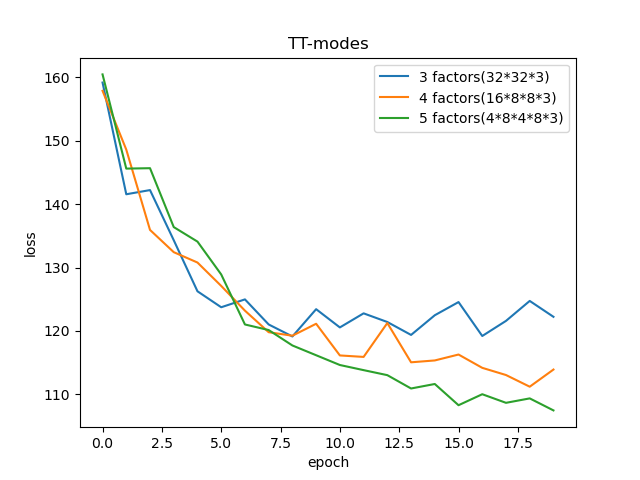 TT-modes
3 factors(32*32*3)
4 factors(16*8*8*3)
5 factors(4*8*4*8*3)
160
150
140
130
120
110
loss
0.0 2.5 5.0 7.5 10.0 12.5 15.0 17.5
epoch